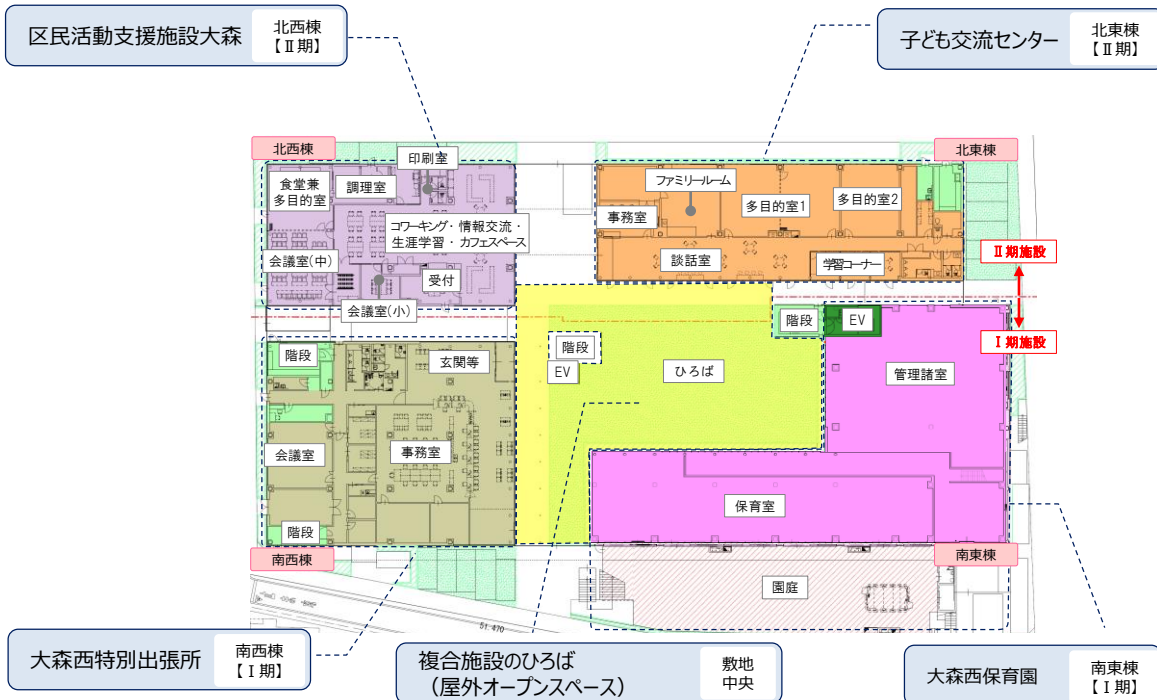 区民活動支援施設大森
北西棟
【Ⅱ期】
子ども交流センター
北東棟
【Ⅱ期】
北西棟
印刷室
食堂兼
多目的室
調理室
コワーキング・情報交流・
生涯学習・カフェスペース
会議室(中)
受付
会議室(小)
北東棟
ファミリールーム
多目的室1
多目的室2
事務室
談話室
学習コーナー
Ⅱ期施設
Ⅰ期施設
階段
玄関等
階段
EV
ひろば
階段
EV
管理諸室
会議室
事務室
階段
保育室
南西棟
南東棟
園庭
51.470
大森西特別出張所
南西棟
【Ⅰ期】
複合施設のひろば
（屋外オープンスペース）
敷地
中央
大森西保育園
南東棟
【Ⅰ期】